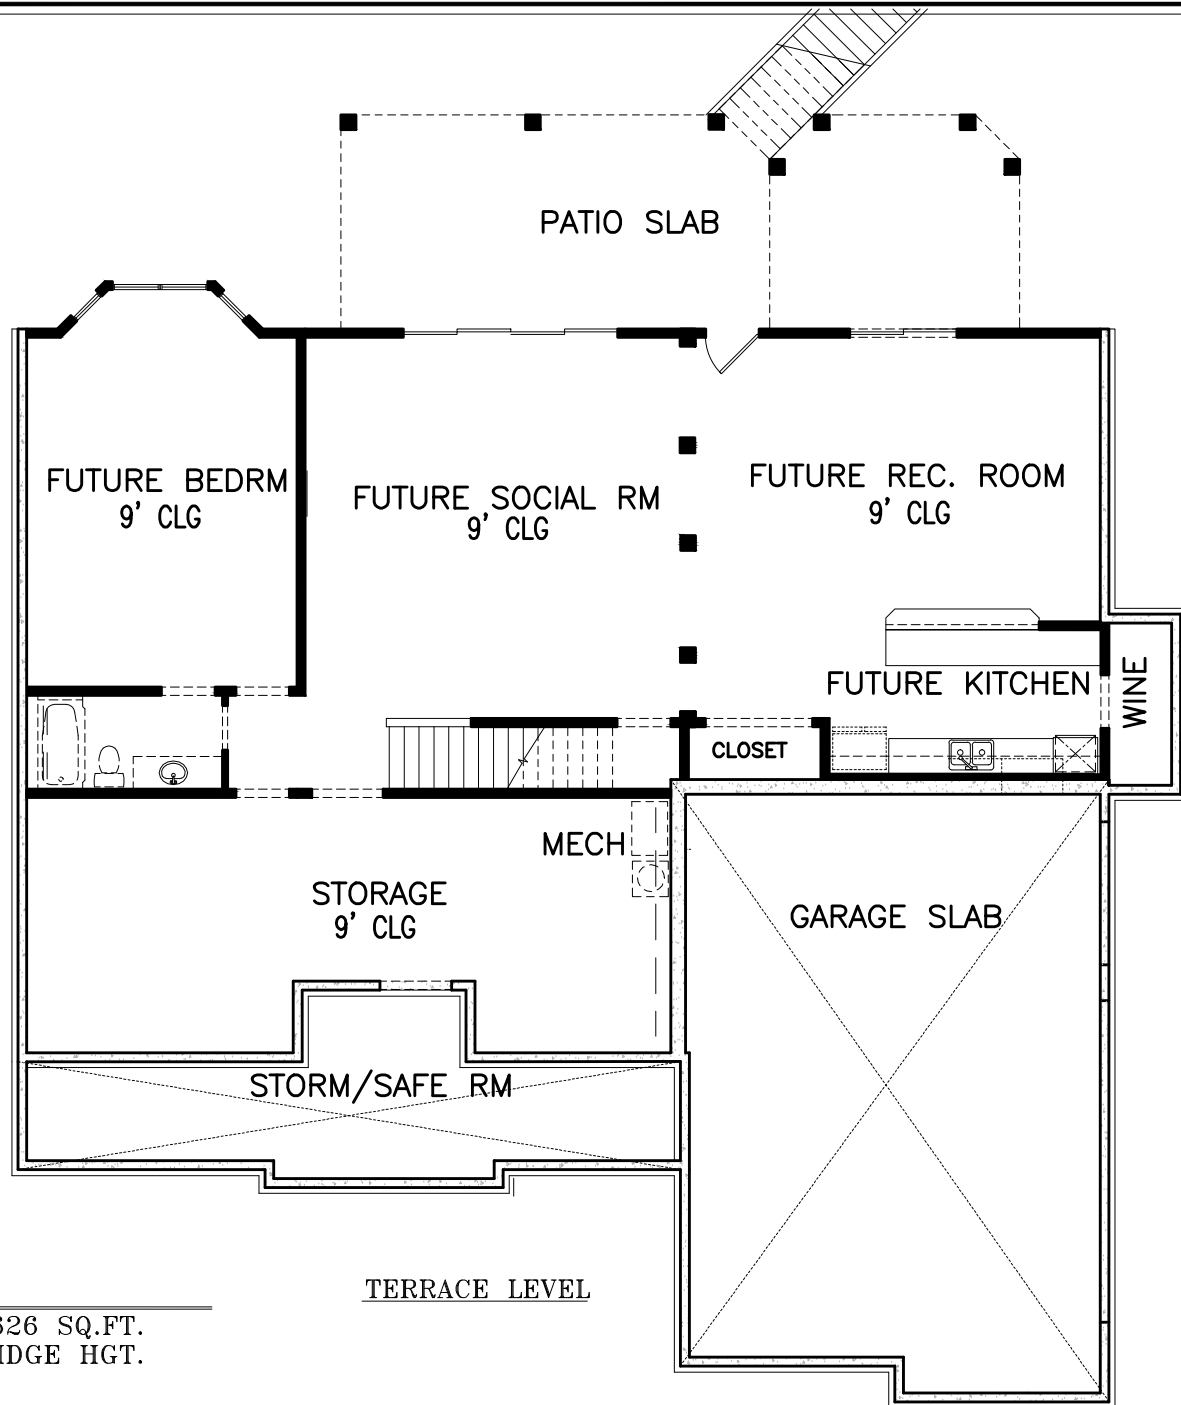 PATIO SLAB
FUTURE BEDRM
9' CLG
FUTURE SOCIAL RM
9' CLG
FUTURE REC. ROOM
9' CLG
FUTURE KITCHEN
WINE
CLOSET
MECH
STORAGE
9' CLG
GARAGE SLAB
STORM/SAFE RM
TERRACE LEVEL
SQ.FT.
HGT.